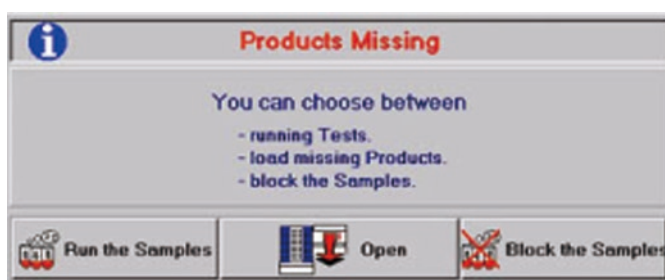 Products Missing
You can choose between
- running Tests.
- load missing Products.
- block the Samples.
Run the Samples
Open
Block the Samples